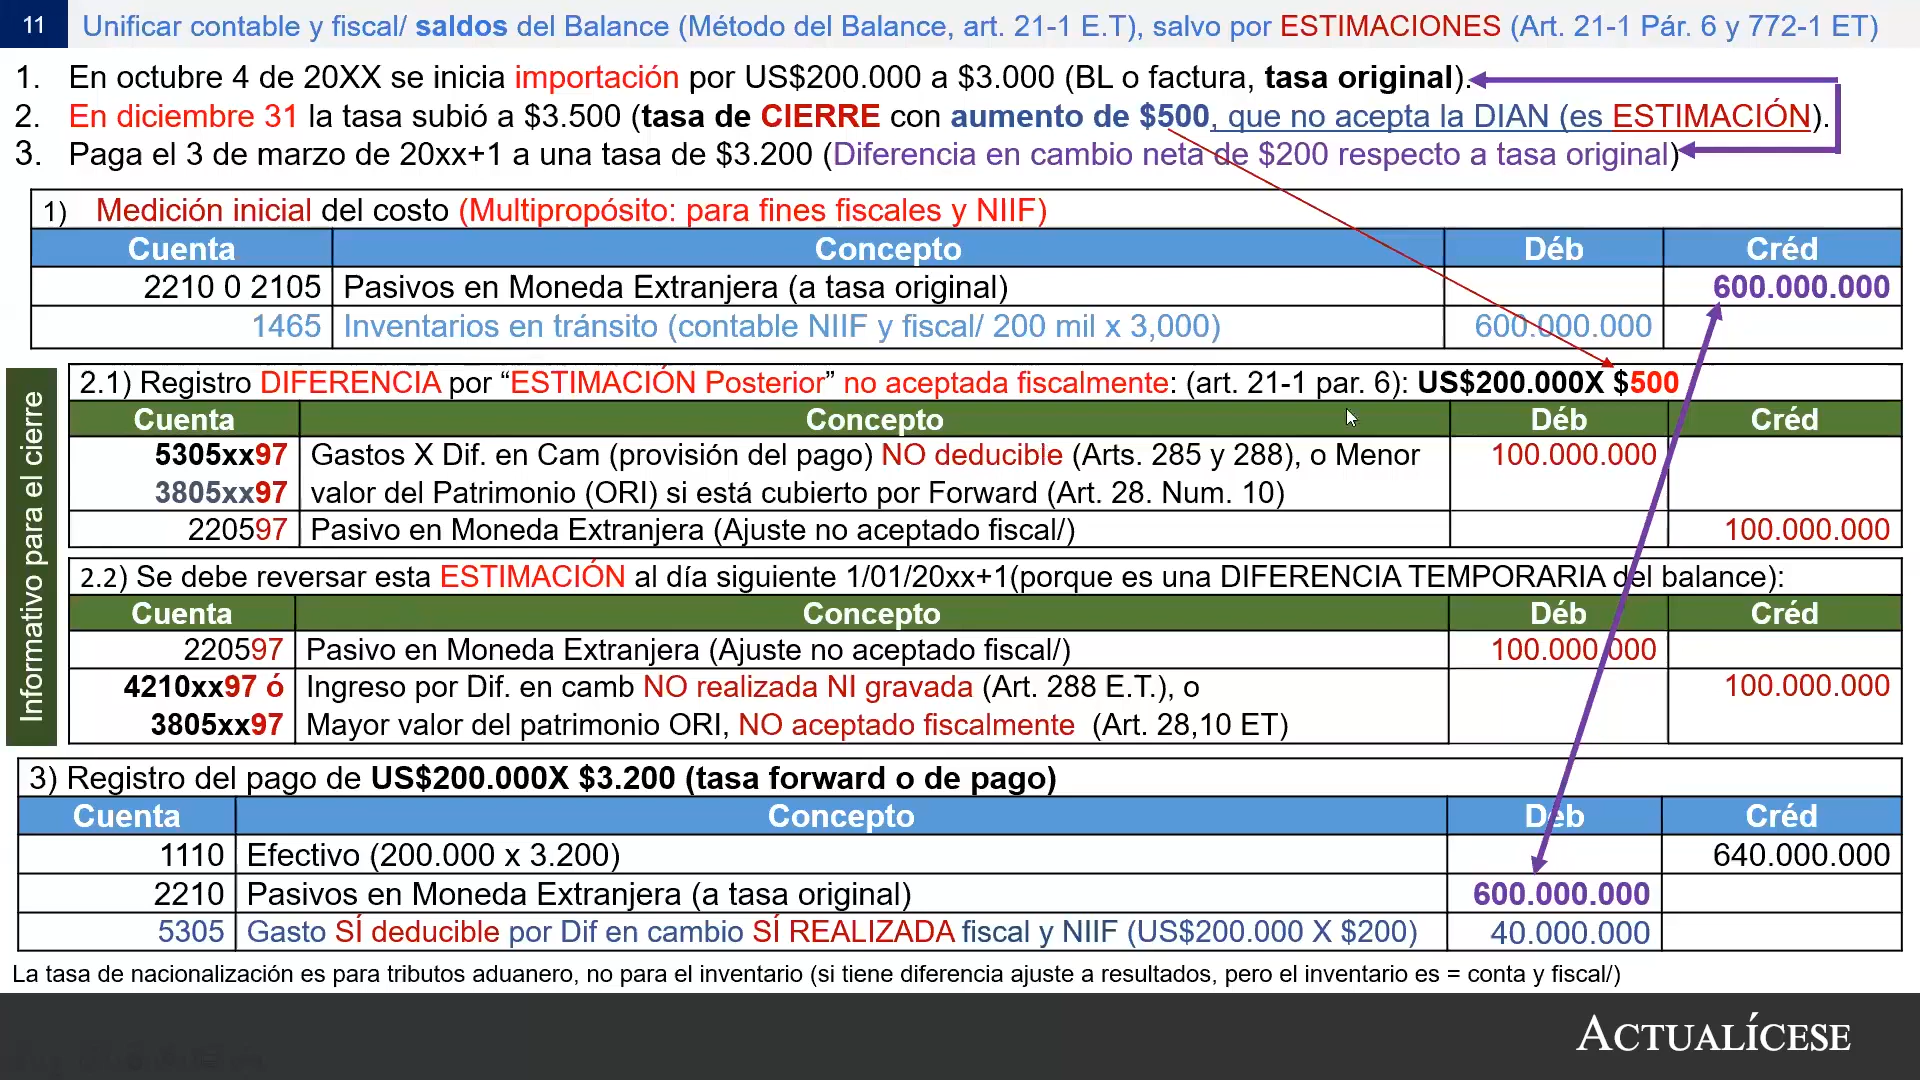 11 Unificar contable y fiscal/ saldos del Balance (Método del Balance, art. 21-1 E.T), salvo por ESTIMACIONES (Art. 21-1 Pár. 6 y 772-1 ET)
1. En octubre 4 de 20XX se inicia importación por US$200.000 a $3.000 (BL o factura, tasa original).
2. En diciembre 31 la tasa subió a $3.500 (tasa de CIERRE con aumento de $500, que no acepta la DIAN (es ESTIMACIÓN).
3. Paga el 3 de marzo de 20xx+1 a una tasa de $3.200 (Diferencia en cambio neta de $200 respecto a tasa original)
1) Medición inicial del costo (Multipropósito: para fines fiscales y NIIF)
Cuenta Concepto Déb Créd
2210 0 2105 Pasivos en Moneda Extranjera (a tasa original) 600.000.000
1465 Inventarios en tránsito (contable NIIF y fiscal/ 200 mil x 3,000) 600.000.000
Informativo para el cierre
2.1) Registro DIFERENCIA por “ESTIMACIÓN Posterior” no aceptada fiscalmente: (art. 21-1 par. 6): US$200.000X $500
Cuenta Concepto Déb Créd
5305xx97 Gastos X Dif. en Cam (provisión del pago) NO deducible (Arts. 285 y 288), o Menor 100.000.000
3805xx97 valor del Patrimonio (ORI) si está cubierto por Forward (Art. 28. Num. 10)
220597 Pasivo en Moneda Extranjera (Ajuste no aceptado fiscal/) 100.000.000
2.2) Se debe reversar esta ESTIMACIÓN al día siguiente 1/01/20xx+1(porque es una DIFERENCIA TEMPORARIA del balance):
Cuenta Concepto Déb Créd
220597 Pasivo en Moneda Extranjera (Ajuste no aceptado fiscal/) 100.000.000
4210xx97 ó Ingreso por Dif. en camb NO realizada NI gravada (Art. 288 E.T.), o 100.000.000
3805xx97 Mayor valor del patrimonio ORI, NO aceptado fiscalmente (Art. 28,10 ET)
3) Registro del pago de US$200.000X $3.200 (tasa forward o de pago)
Cuenta Concepto Déb Créd
1110 Efectivo (200.000 x 3.200) 640.000.000
2210 Pasivos en Moneda Extranjera (a tasa original) 600.000.000
5305 Gasto SÍ deducible por Dif en cambio SÍ REALIZADA fiscal y NIIF (US$200.000 X $200) 40.000.000
La tasa de nacionalización es para tributos aduanero, no para el inventario (si tiene diferencia ajuste a resultados, pero el inventario es = conta y fiscal/)
ACTUALÍCESE